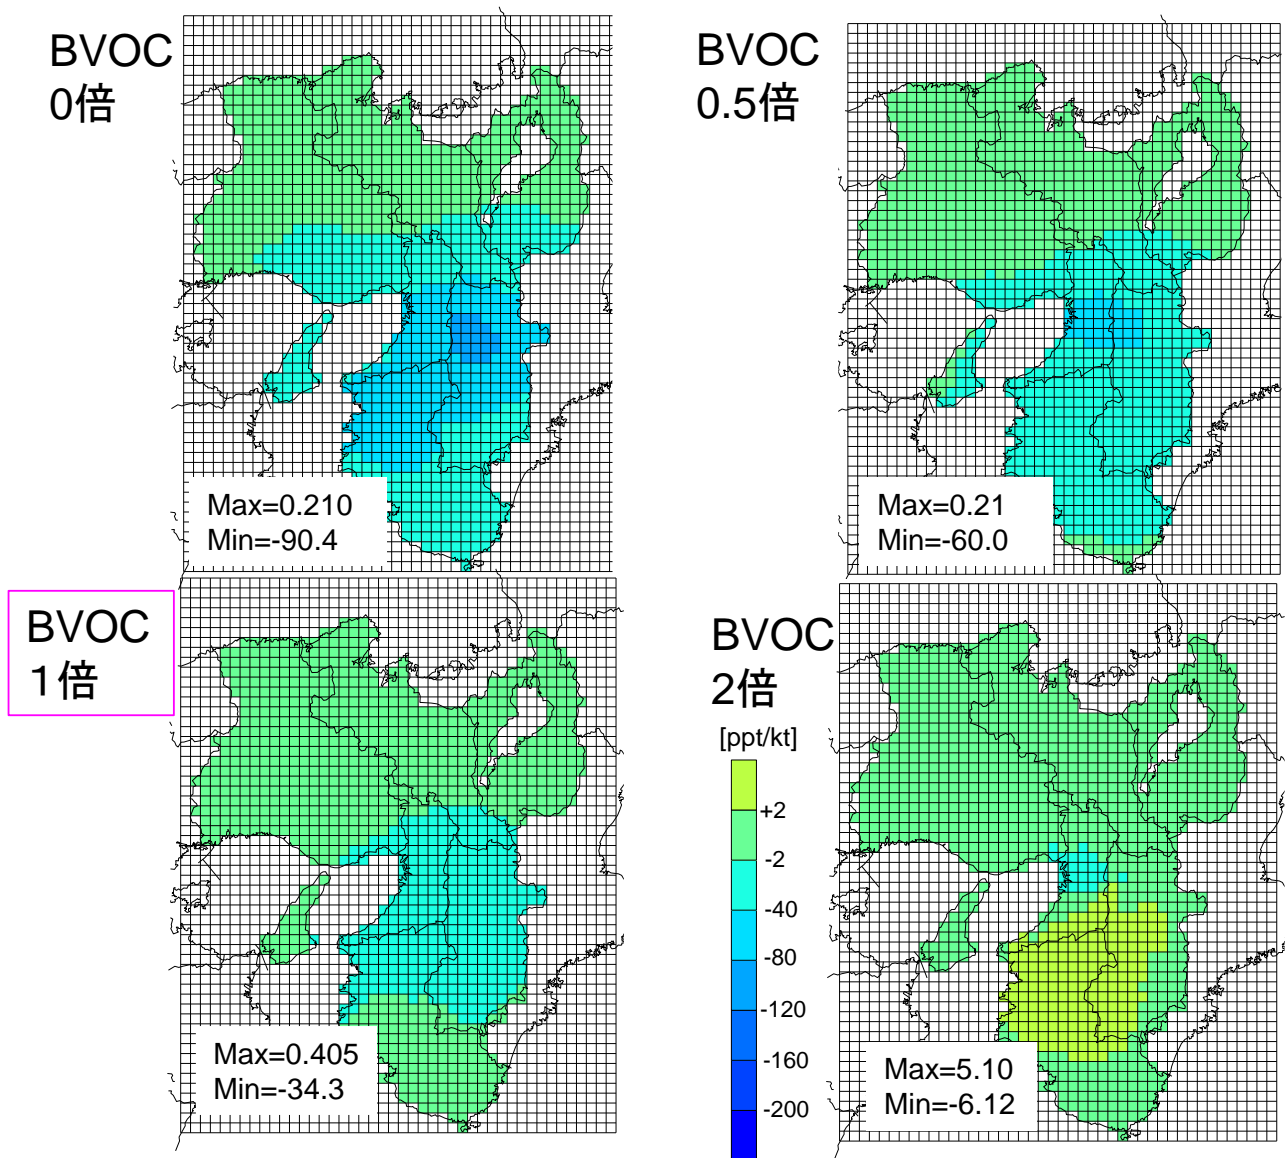 BVOC
0倍
Max=0.210
Min=-90.4
BVOC
0.5倍
Max=0.21
Min=-60.0
BVOC
１倍
Max=0.405
Min=-34.3
BVOC
2倍
[ppt/kt]
+2
-2
-40
-80
-120
-160
-200
Max=5.10
Min=-6.12